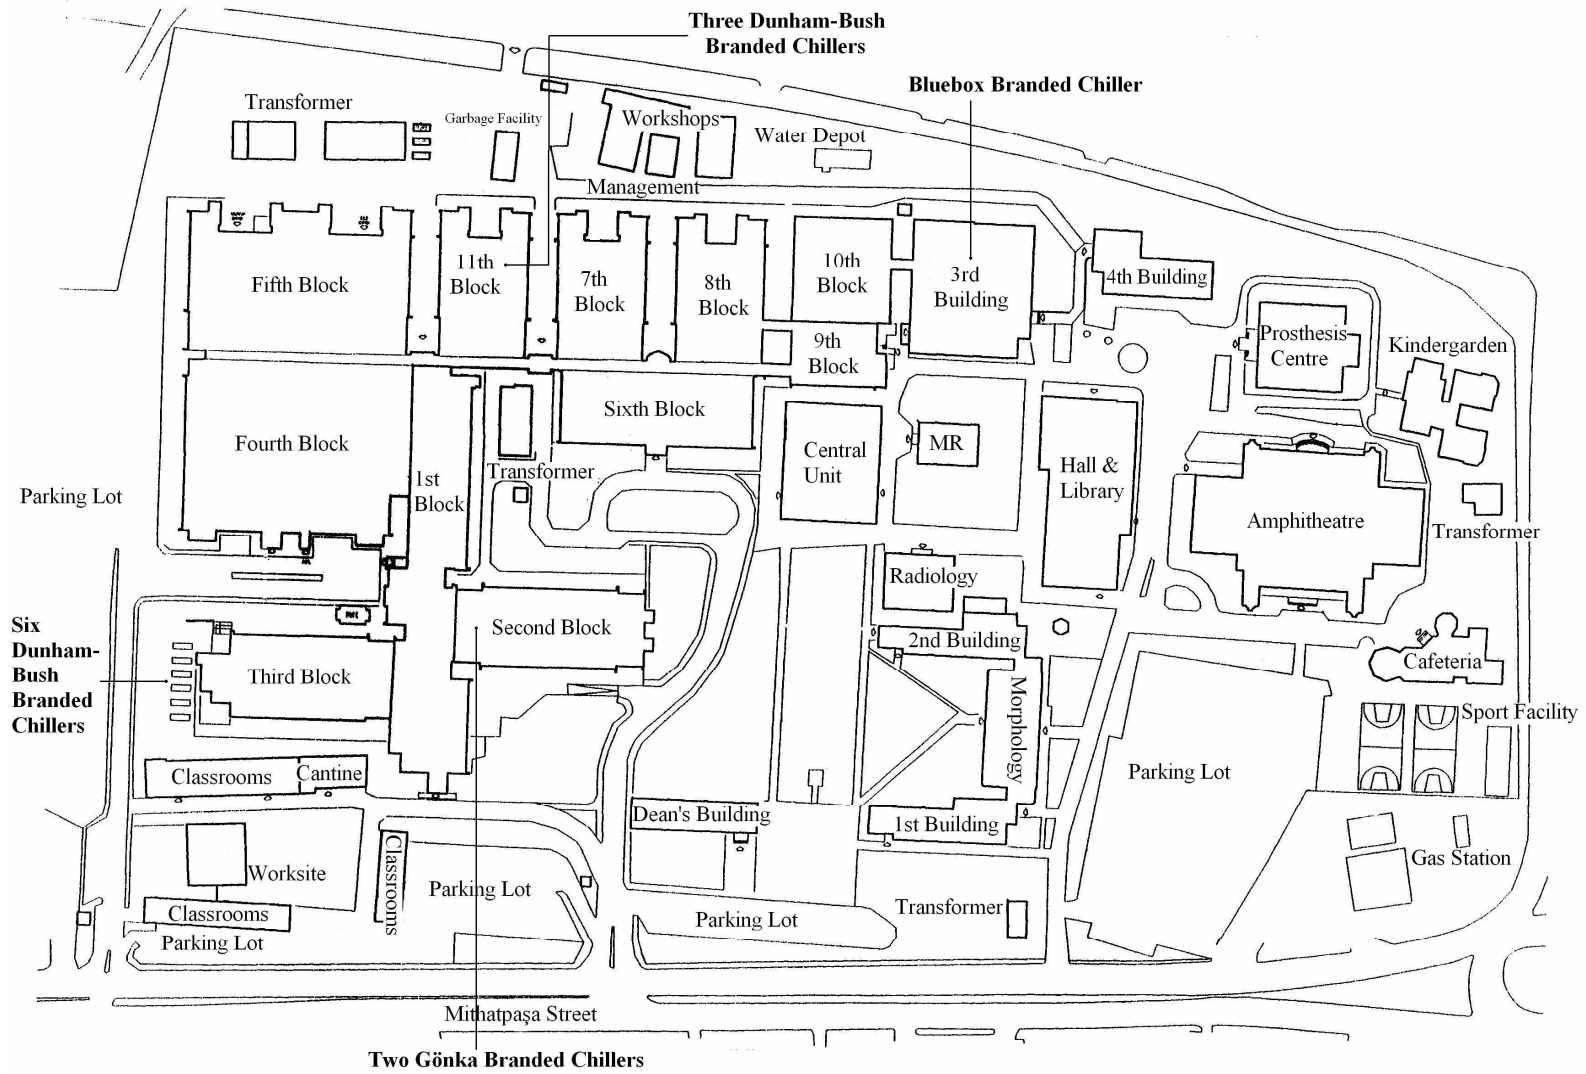 Three Dunham-Bush
Branded Chillers
Bluebox Branded Chiller
Transformer
Garbage Facility
Workshops
Water Depot
Management
Fifth Block
11th
Block
7th
Block
8th
Block
10th
Block
3rd
Building
4th Building
9th
Block
Prosthesis
Centre
Kindergarden
Fourth Block
1st
Block
Transformer
Sixth Block
Central
Unit
MR
Hall &
Library
Amphitheatre
Transformer
Parking Lot
Radiology
Six
Dunham-
Bush
Branded
Chillers
Third Block
Second Block
2nd Building
Morphology
Cafeteria
Sport Facility
Parking Lot
Classrooms
Cantine
Dean's Building
1st Building
Gas Station
Worksite
Classrooms
Parking Lot
Classrooms
Parking Lot
Parking Lot
Transformer
Mithatpaşa Street
Two Gönka Branded Chillers